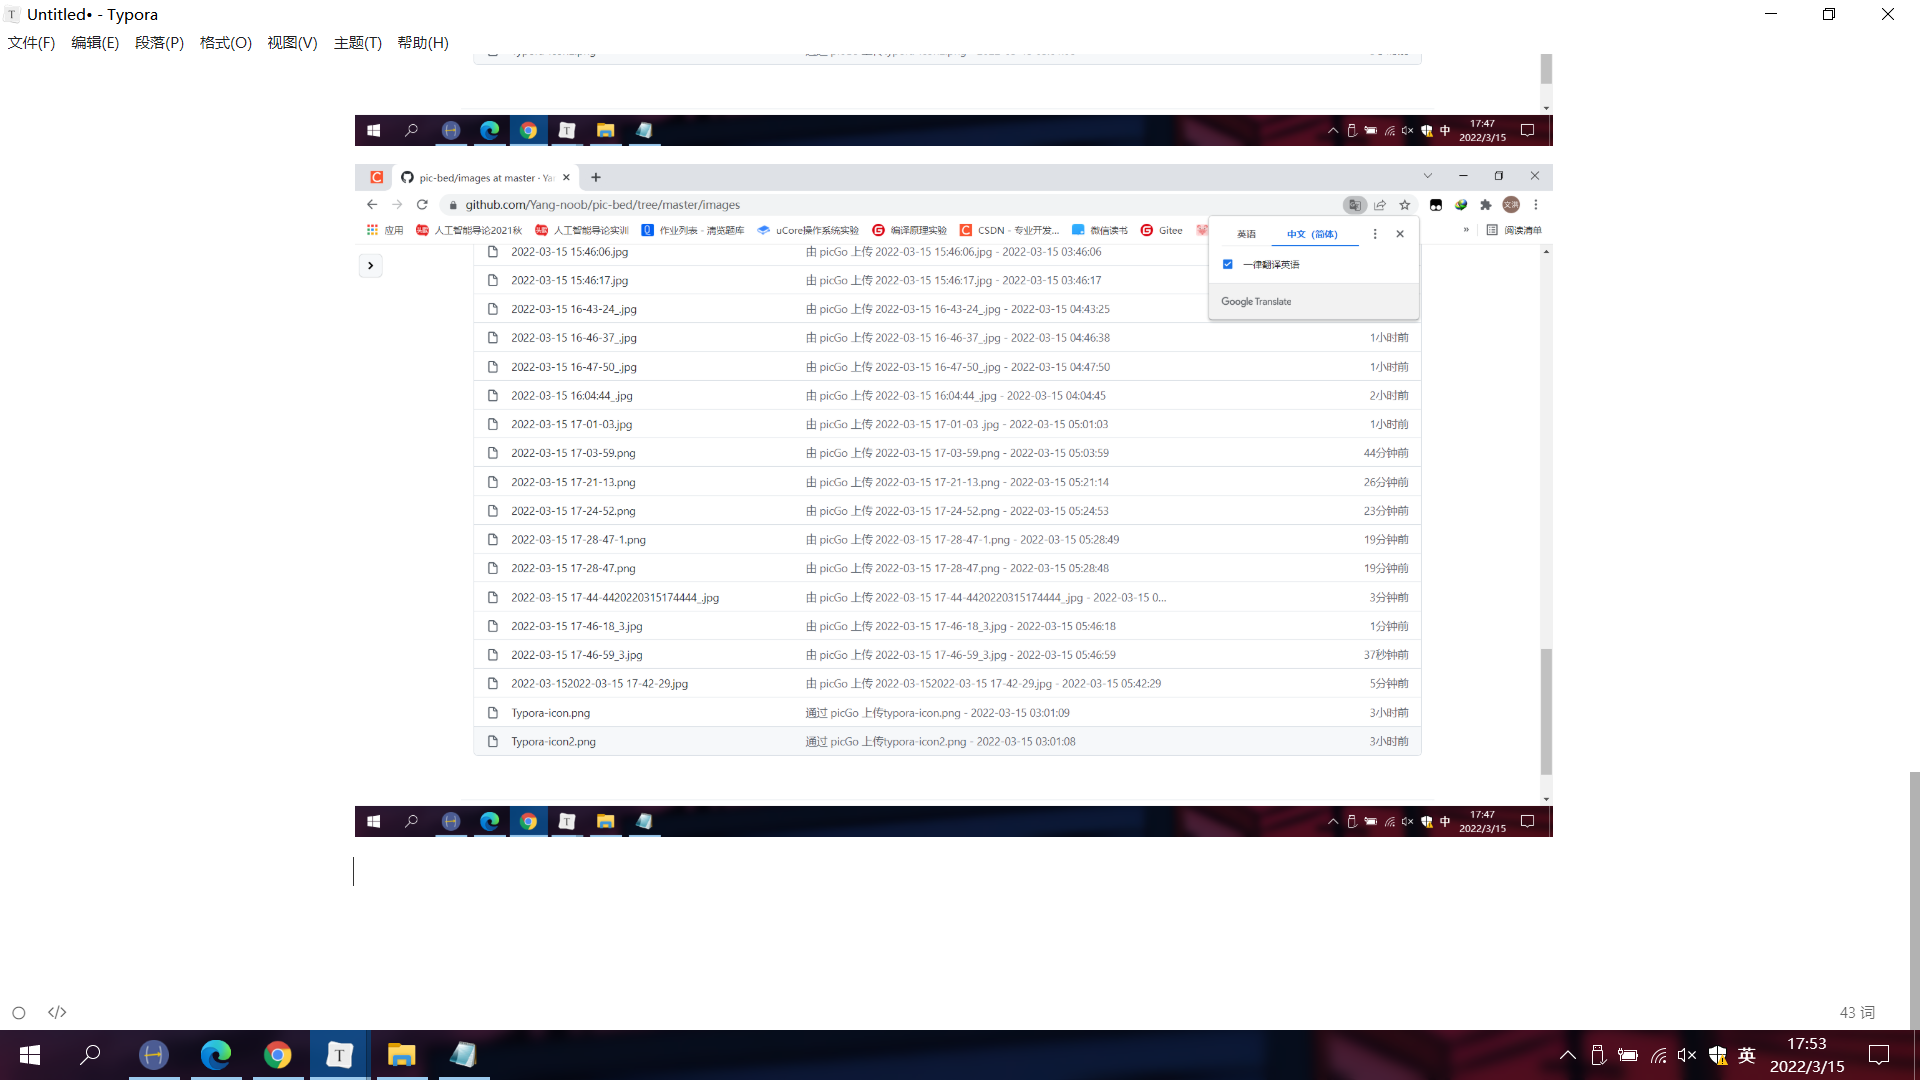 Untitled• - Typora
文件(F) 编辑(E) 段落(P) 格式(O) 视图(V) 主题(T) 帮助(H)
17:47
中
2022/3/15
pic-bed/images at master · Ya
github.com/Yang-noob/pic-bed/tree/master/images
应用 人工智能导论2021秋 人工智能导论实训 作业列表 - 清览题库 uCore操作系统实验 编译原理实验 CSDN - 专业开发... 微信读书 Gitee » 阅读清单
英语 中文（简体）
一律翻译英语
Google Translate
2022-03-15 15:46:06.jpg 由 picGo 上传 2022-03-15 15:46:06.jpg - 2022-03-15 03:46:06
2022-03-15 15:46:17.jpg 由 picGo 上传 2022-03-15 15:46:17.jpg - 2022-03-15 03:46:17
2022-03-15 16-43-24_.jpg 由 picGo 上传 2022-03-15 16-43-24_.jpg - 2022-03-15 04:43:25
2022-03-15 16-46-37_.jpg 由 picGo 上传 2022-03-15 16-46-37_.jpg - 2022-03-15 04:46:38 1小时前
2022-03-15 16-47-50_.jpg 由 picGo 上传 2022-03-15 16-47-50_.jpg - 2022-03-15 04:47:50 1小时前
2022-03-15 16:04:44_.jpg 由 picGo 上传 2022-03-15 16:04:44_.jpg - 2022-03-15 04:04:45 2小时前
2022-03-15 17-01-03.jpg 由 picGo 上传 2022-03-15 17-01-03 .jpg - 2022-03-15 05:01:03 1小时前
2022-03-15 17-03-59.png 由 picGo 上传 2022-03-15 17-03-59.png - 2022-03-15 05:03:59 44分钟前
2022-03-15 17-21-13.png 由 picGo 上传 2022-03-15 17-21-13.png - 2022-03-15 05:21:14 26分钟前
2022-03-15 17-24-52.png 由 picGo 上传 2022-03-15 17-24-52.png - 2022-03-15 05:24:53 23分钟前
2022-03-15 17-28-47-1.png 由 picGo 上传 2022-03-15 17-28-47-1.png - 2022-03-15 05:28:49 19分钟前
2022-03-15 17-28-47.png 由 picGo 上传 2022-03-15 17-28-47.png - 2022-03-15 05:28:48 19分钟前
2022-03-15 17-44-4420220315174444_.jpg 由 picGo 上传 2022-03-15 17-44-4420220315174444_.jpg - 2022-03-15 0... 3分钟前
2022-03-15 17-46-18_3.jpg 由 picGo 上传 2022-03-15 17-46-18_3.jpg - 2022-03-15 05:46:18 1分钟前
2022-03-15 17-46-59_3.jpg 由 picGo 上传 2022-03-15 17-46-59_3.jpg - 2022-03-15 05:46:59 37秒钟前
2022-03-152022-03-15 17-42-29.jpg 由 picGo 上传 2022-03-152022-03-15 17-42-29.jpg - 2022-03-15 05:42:29 5分钟前
Typora-icon.png 通过 picGo 上传typora-icon.png - 2022-03-15 03:01:09 3小时前
Typora-icon2.png 通过 picGo 上传typora-icon2.png - 2022-03-15 03:01:08 3小时前
17:47
中
2022/3/15
43 词
17:53
英
2022/3/15